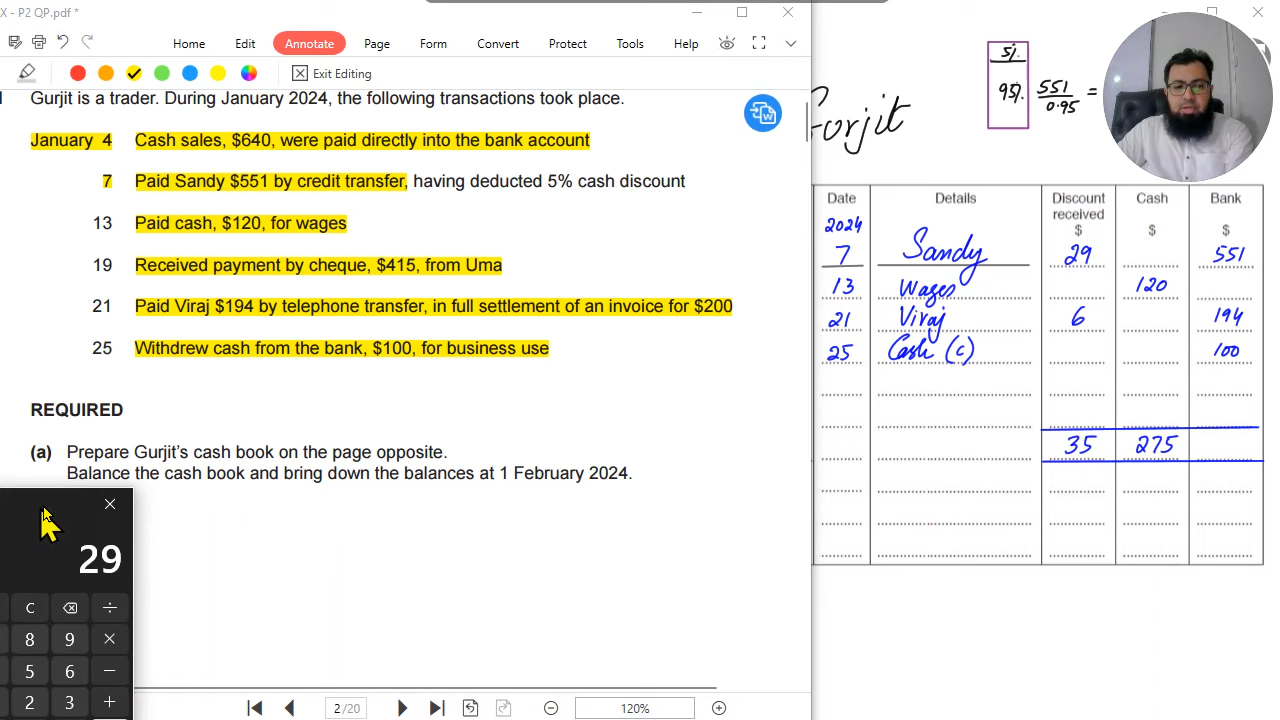 X - P2 QP.pdf *
Home Edit Annotate Page Form Convert Protect Tools Help
Exit Editing
Gurjit is a trader. During January 2024, the following transactions took place.
January 4 Cash sales, $640, were paid directly into the bank account
7 Paid Sandy $551 by credit transfer, having deducted 5% cash discount
13 Paid cash, $120, for wages
19 Received payment by cheque, $415, from Uma
21 Paid Viraj $194 by telephone transfer, in full settlement of an invoice for $200
25 Withdrew cash from the bank, $100, for business use
REQUIRED
(a) Prepare Gurjit's cash book on the page opposite.
Balance the cash book and bring down the balances at 1 February 2024.
29
C ÷
8 9 ×
5 6 −
2 3 +
2/20
120%
W
5%
95% 551 =
0.95
Date Details Discount received Cash Bank
$ $ $
2024
7 Sandy 29 551
13 Wages 120
21 Viraj 6 194
25 Cash (c) 100
35 275